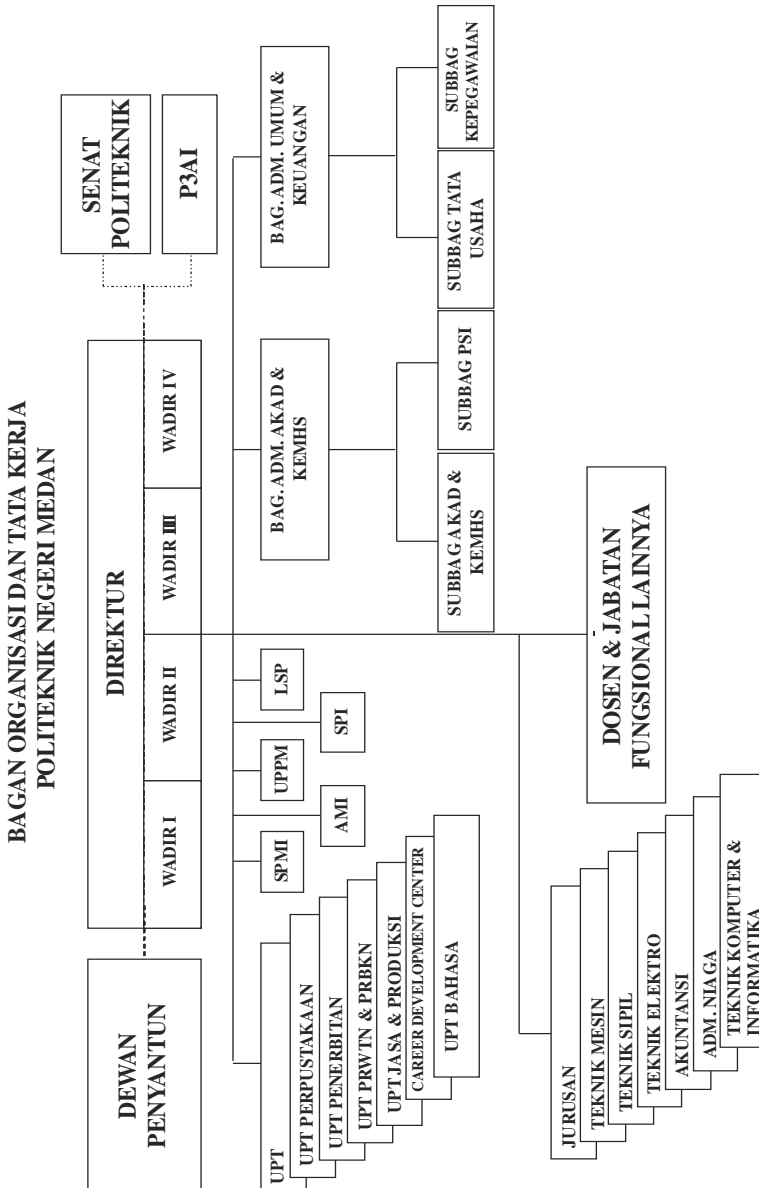 BAGAN ORGANISASI DAN TATA KERJA
POLITEKNIK NEGERI MEDAN
DEWAN
PENYANTUN
DIREKTUR
WADIR I
WADIR II
WADIR III
WADIR IV
SENAT
POLITEKNIK
P3AI
SPMI
AMI
UPPM
SPI
LSP
BAG. ADM. AKAD &
KEMHS
BAG. ADM. UMUM &
KEUANGAN
UPT
UPT PERPUSTAKAAN
UPT PENERBITAN
UPT PRWTN & PRBKN
UPT JASA & PRODUKSI
CAREER DEVELOPMENT CENTER
UPT BAHASA
SUBBAG AKAD &
KEMHS
SUBBAG PSI
SUBBAG TATA
USAHA
SUBBAG
KEPEGAWAIAN
JURUSAN
TEKNIK MESIN
TEKNIK SIPIL
TEKNIK ELEKTRO
AKUNTANSI
ADM. NIAGA
TEKNIK KOMPUTER &
INFORMATIKA
DOSEN & JABATAN
FUNGSIONAL LAINNYA